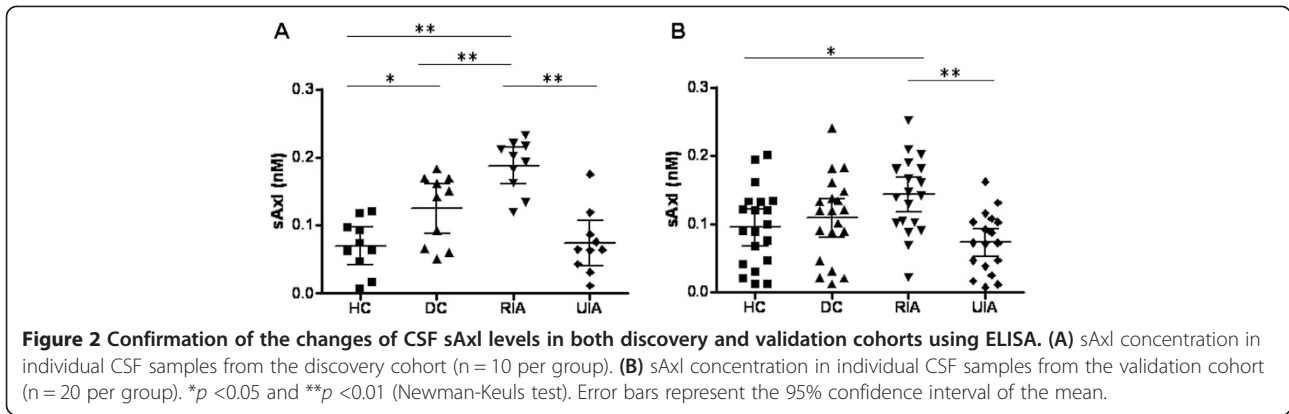 A
B
**
*
**
**
*
**
0.3
0.2
0.1
0.0
sAxl (nM)
HC DC RIA UIA
0.3
0.2
0.1
0.0
sAxl (nM)
HC DC RIA UIA
Figure 2 Confirmation of the changes of CSF sAxl levels in both discovery and validation cohorts using ELISA. (A) sAxl concentration in
individual CSF samples from the discovery cohort (n = 10 per group). (B) sAxl concentration in individual CSF samples from the validation cohort
(n = 20 per group). *p <0.05 and **p <0.01 (Newman-Keuls test). Error bars represent the 95% confidence interval of the mean.